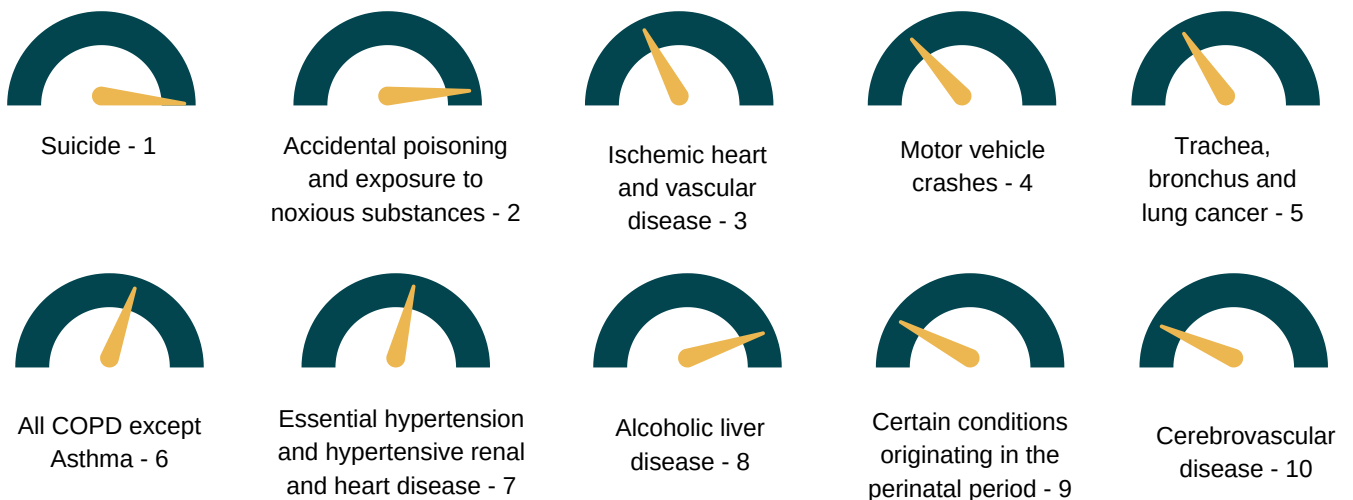 Suicide - 1
Accidental poisoning
and exposure to
noxious substances - 2
Ischemic heart
and vascular
disease - 3
Motor vehicle
crashes - 4
Trachea,
bronchus and
lung cancer - 5
All COPD except
Asthma - 6
Essential hypertension
and hypertensive renal
and heart disease - 7
Alcoholic liver
disease - 8
Certain conditions
originating in the
perinatal period - 9
Cerebrovascular
disease - 10